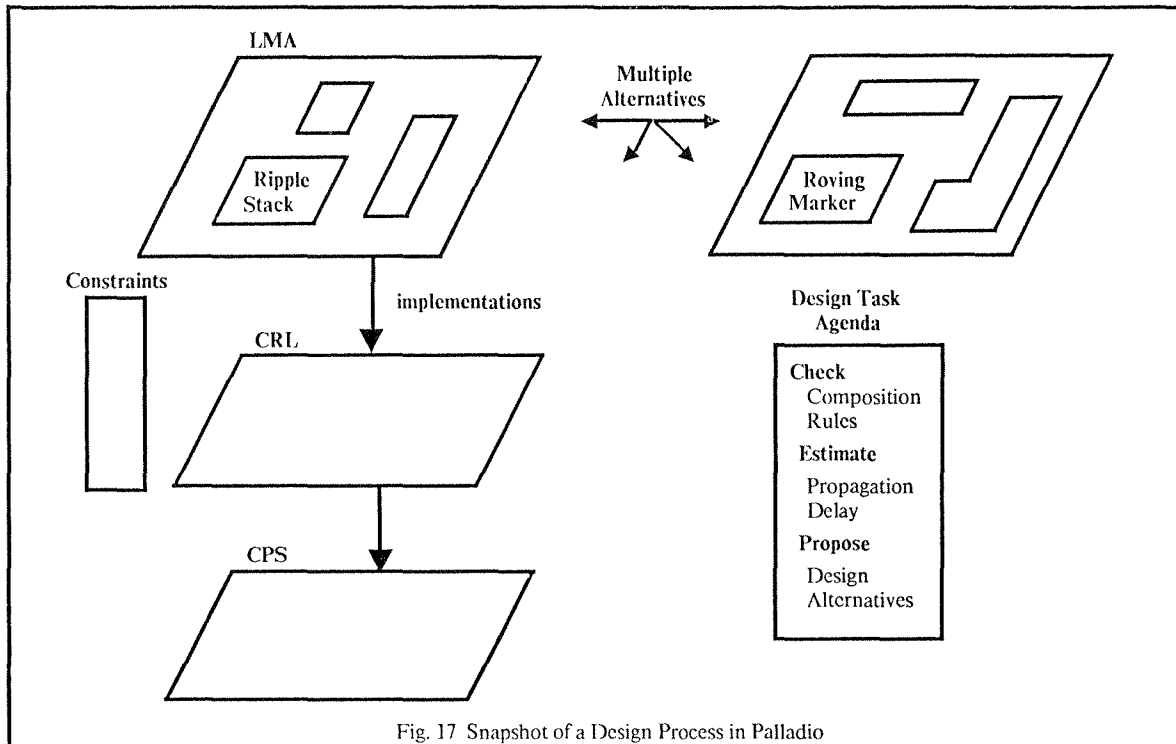 LMA
Multiple
Alternatives
Ripple
Stack
Roving
Marker
Constraints
implementations
CRL
CPS
Design Task
Agenda
Check
Composition
Rules
Estimate
Propagation
Delay
Propose
Design
Alternatives
Fig. 17 Snapshot of a Design Process in Palladio